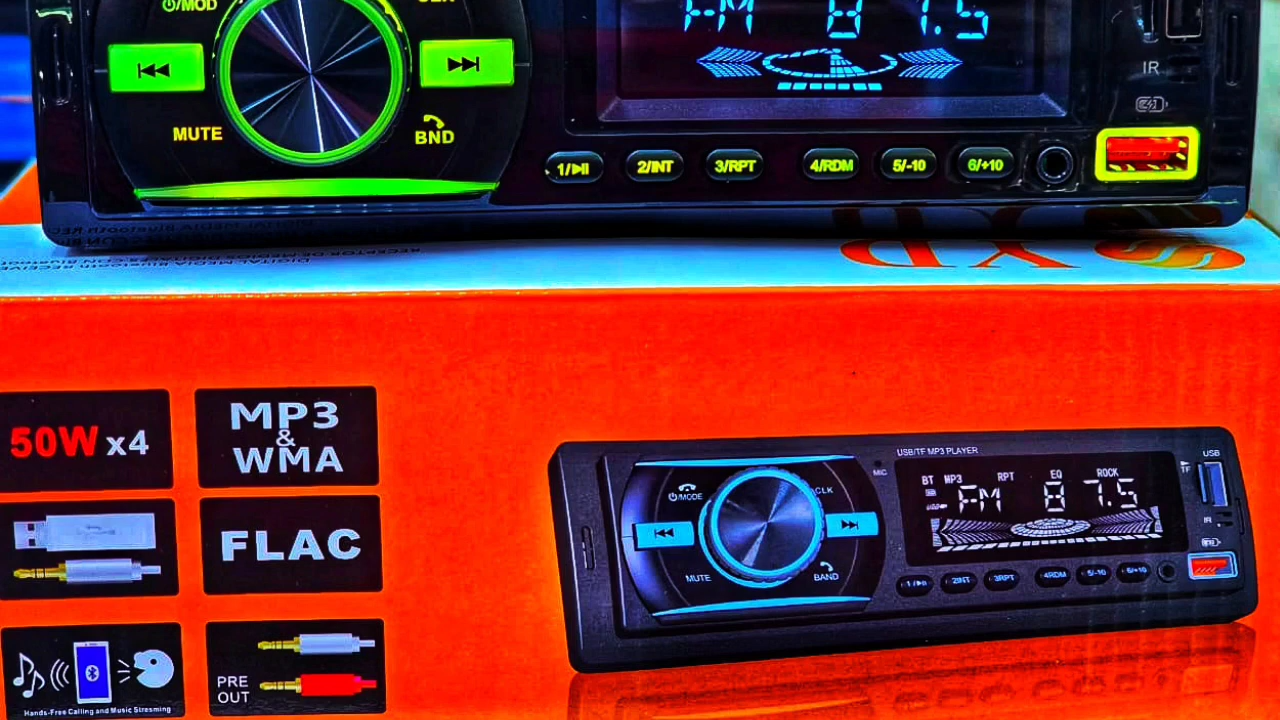 ⏻/MOD
MUTE
BND
FM 87.5
IR
1/⏯
2/INT
3/RPT
4/RDM
5/-10
6/+10
50W x4
MP3
&
WMA
FLAC
PRE
OUT
Hands-Free Calling and Music Streaming
USB/TF MP3 PLAYER
MIC
USB
TF
⏻/MODE
CLK
MUTE
BAND
BT MP3 RPT EQ ROCK
FM 87.5
IR
1/⏯
2INT
3RPT
4RDM
5/-10
6/+10